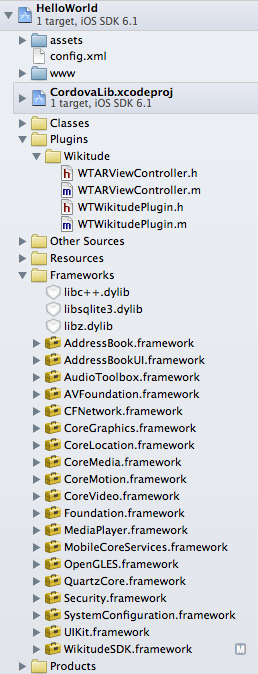 HelloWorld
1 target, iOS SDK 6.1
assets
config.xml
www
CordovaLib.xcodeproj
1 target, iOS SDK 6.1
Classes
Plugins
Wikitude
h WTARViewController.h
m WTARViewController.m
h WTWikitudePlugin.h
m WTWikitudePlugin.m
Other Sources
Resources
Frameworks
libc++.dylib
libsqlite3.dylib
libz.dylib
AddressBook.framework
AddressBookUI.framework
AudioToolbox.framework
AVFoundation.framework
CFNetwork.framework
CoreGraphics.framework
CoreLocation.framework
CoreMedia.framework
CoreMotion.framework
CoreVideo.framework
Foundation.framework
MediaPlayer.framework
MobileCoreServices.framework
OpenGLES.framework
QuartzCore.framework
Security.framework
SystemConfiguration.framework
UIKit.framework
WikitudeSDK.framework M
Products